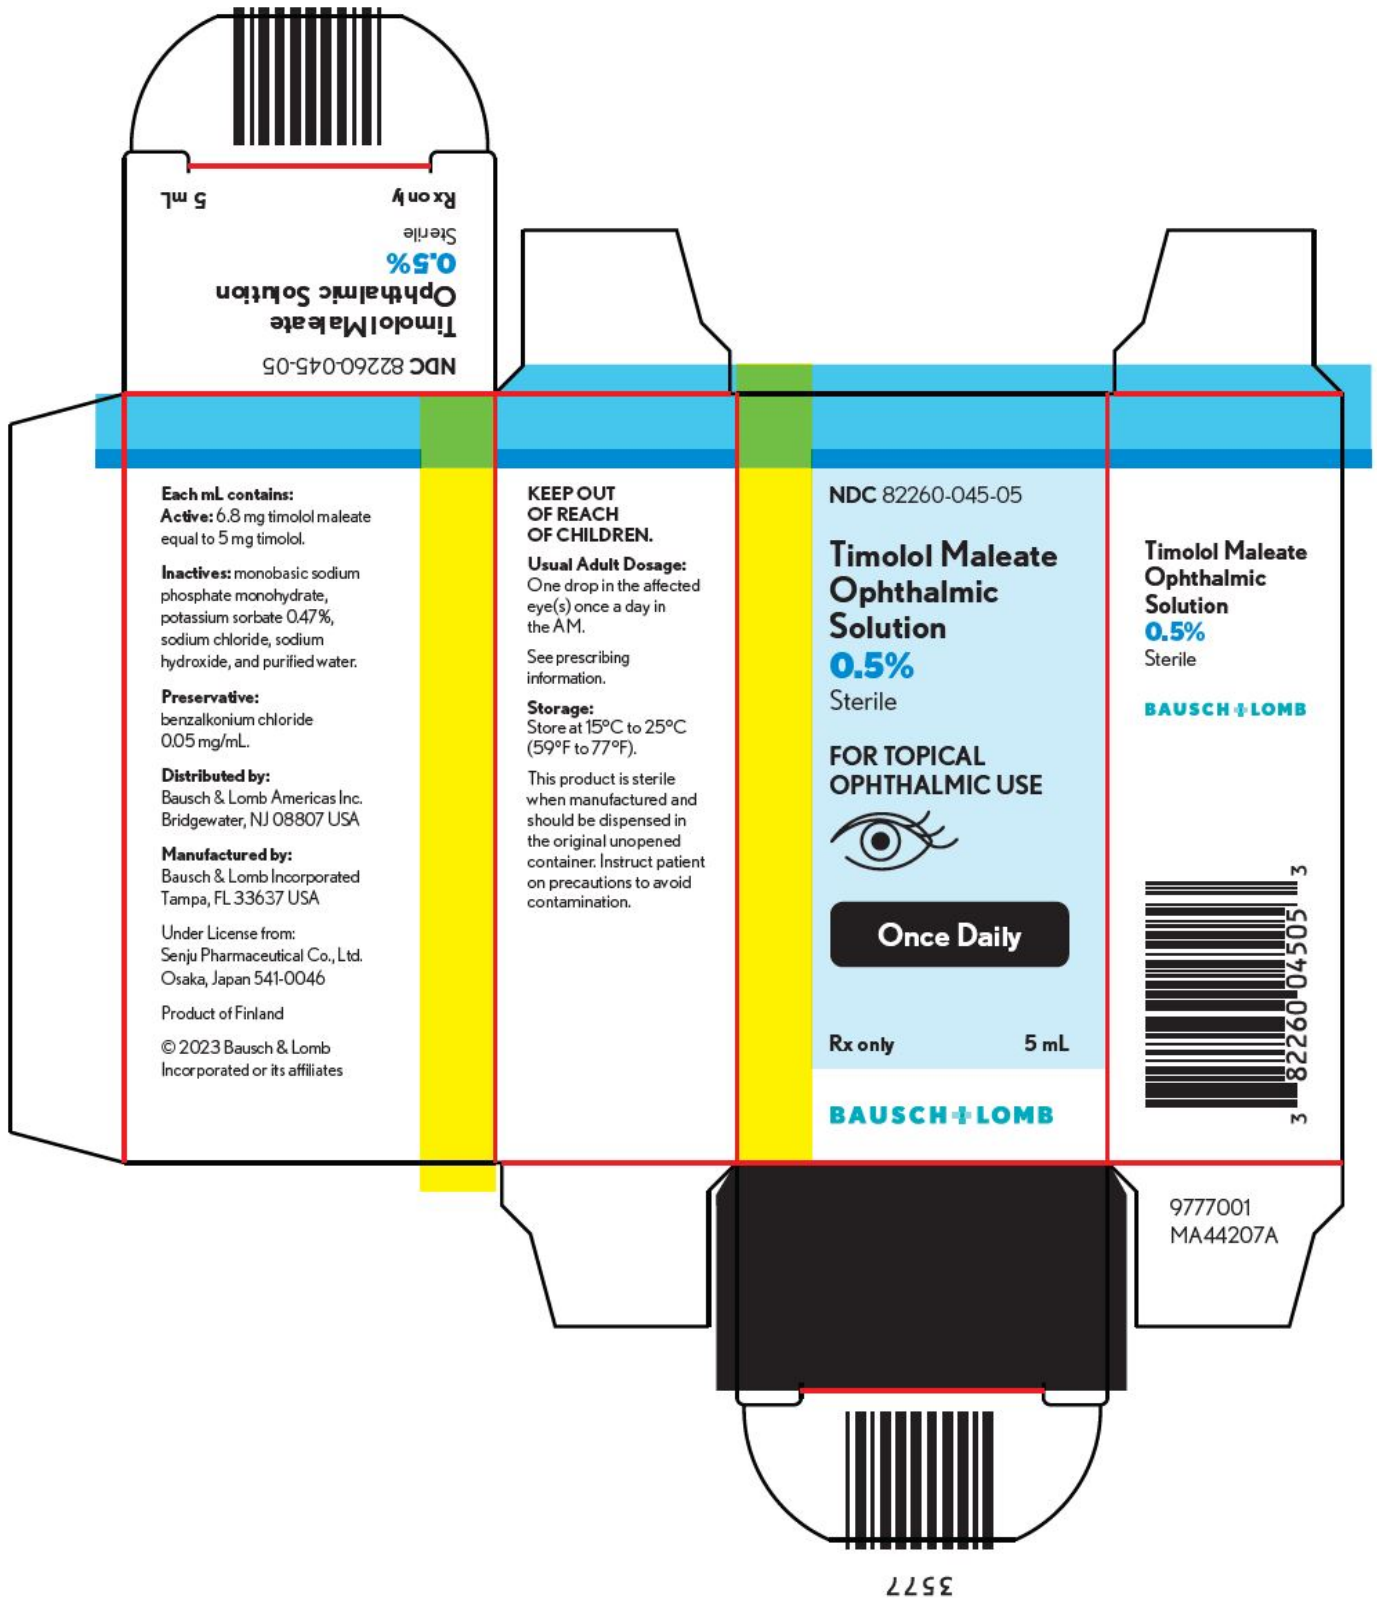 5 mL
Rx only
Sterile
0.5%
Ophthalmic Solution
Timolol Maleate
NDC 82260-045-05
Each mL contains:
Active: 6.8 mg timolol maleate
equal to 5 mg timolol.
Inactives: monobasic sodium
phosphate monohydrate,
potassium sorbate 0.47%,
sodium chloride, sodium
hydroxide, and purified water.
Preservative:
benzalkonium chloride
0.05 mg/mL.
Distributed by:
Bausch & Lomb Americas Inc.
Bridgewater, NJ 08807 USA
Manufactured by:
Bausch & Lomb Incorporated
Tampa, FL 33637 USA
Under License from:
Senju Pharmaceutical Co., Ltd.
Osaka, Japan 541-0046
Product of Finland
© 2023 Bausch & Lomb
Incorporated or its affiliates
KEEP OUT
OF REACH
OF CHILDREN.
Usual Adult Dosage:
One drop in the affected
eye(s) once a day in
the AM.
See prescribing
information.
Storage:
Store at 15°C to 25°C
(59°F to 77°F).
This product is sterile
when manufactured and
should be dispensed in
the original unopened
container. Instruct patient
on precautions to avoid
contamination.
NDC 82260-045-05
Timolol Maleate
Ophthalmic
Solution
0.5%
Sterile
FOR TOPICAL
OPHTHALMIC USE
Once Daily
Rx only 5 mL
BAUSCH + LOMB
Timolol Maleate
Ophthalmic
Solution
0.5%
Sterile
BAUSCH + LOMB
3 82260 04505 3
9777001
MA44207A
3577